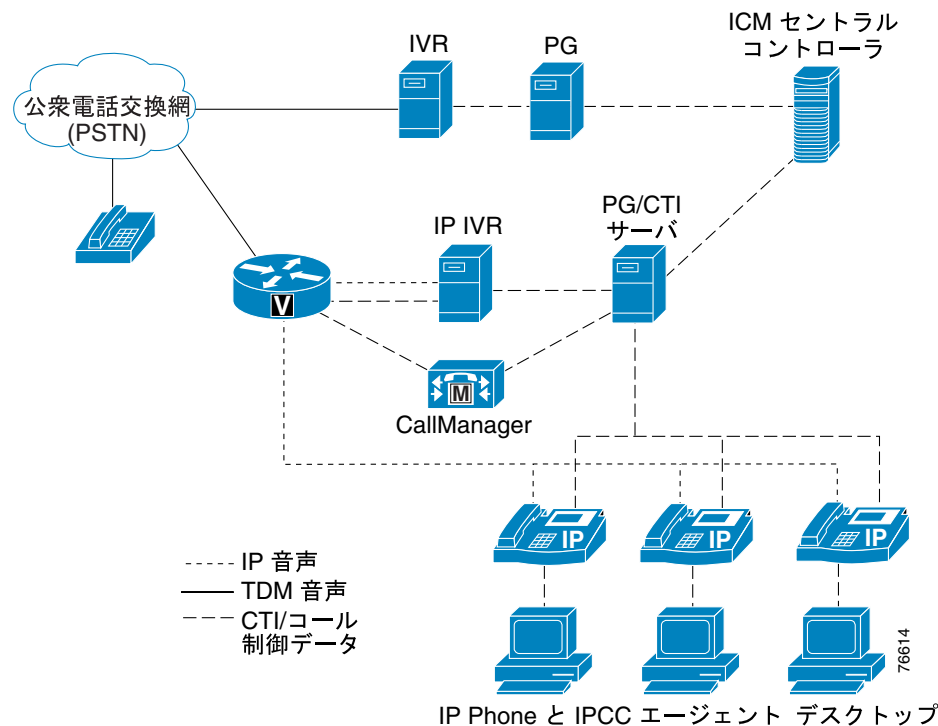 IVR
PG
ICM セントラル
コントローラ
公衆電話交換網
(PSTN)
IP IVR
PG/CTI
サーバ
V
M
CallManager
IP
IP
IP
IP 音声
TDM 音声
CTI/コール
制御データ
76614
IP Phone と IPCC エージェント デスクトップ